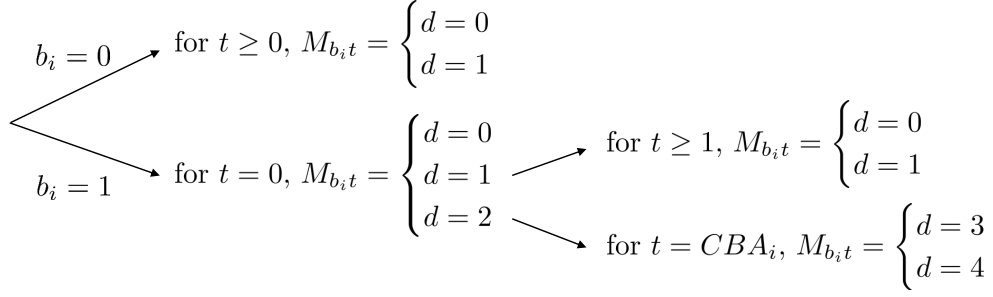 b_i = 0
for t ≥ 0, M_{b_i t} = { d = 0
d = 1
b_i = 1
for t = 0, M_{b_i t} = { d = 0
d = 1
d = 2
for t ≥ 1, M_{b_i t} = { d = 0
d = 1
for t = CBA_i, M_{b_i t} = { d = 3
d = 4